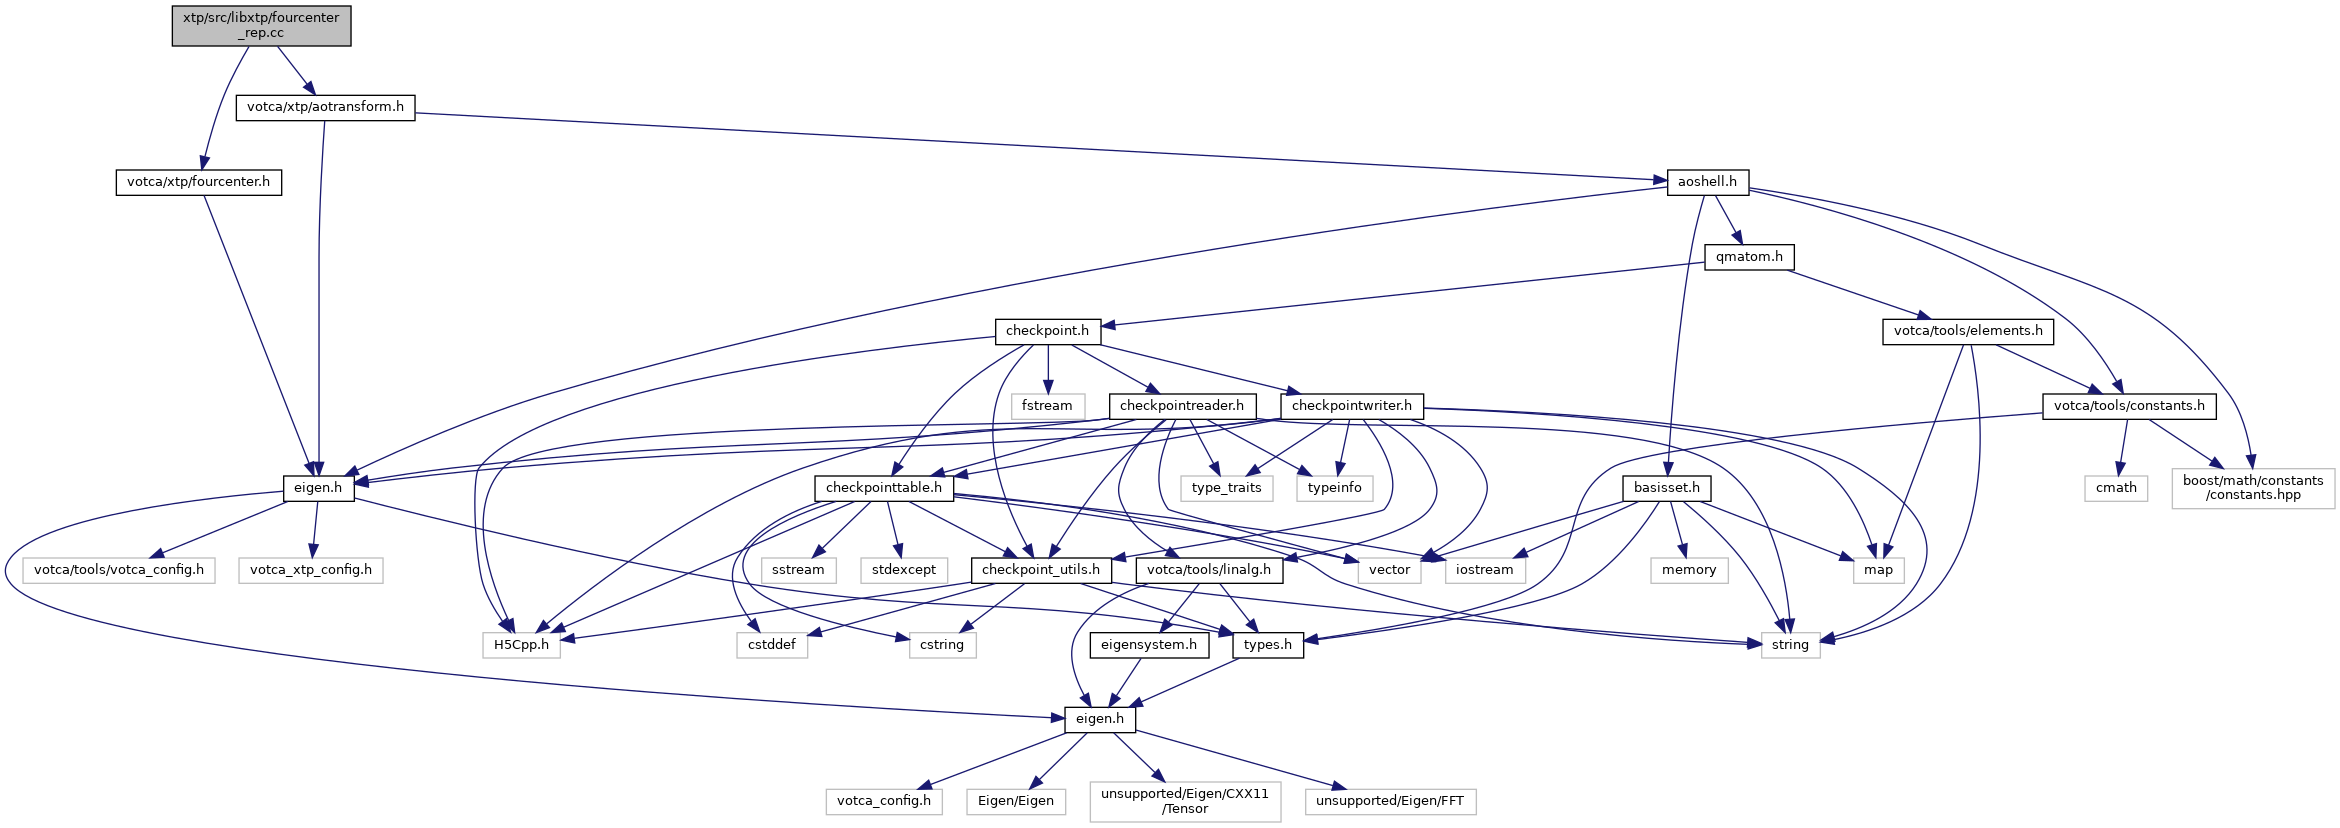 xtp/src/libxtp/fourcenter
_rep.cc
votca/xtp/aotransform.h
votca/xtp/fourcenter.h
aoshell.h
qmatom.h
checkpoint.h
votca/tools/elements.h
fstream
checkpointreader.h
checkpointwriter.h
votca/tools/constants.h
eigen.h
checkpointtable.h
type_traits
typeinfo
basisset.h
cmath
boost/math/constants
/constants.hpp
votca/tools/votca_config.h
votca_xtp_config.h
sstream
stdexcept
checkpoint_utils.h
votca/tools/linalg.h
vector
iostream
memory
map
H5Cpp.h
cstddef
cstring
eigensystem.h
types.h
string
eigen.h
votca_config.h
Eigen/Eigen
unsupported/Eigen/CXX11
/Tensor
unsupported/Eigen/FFT